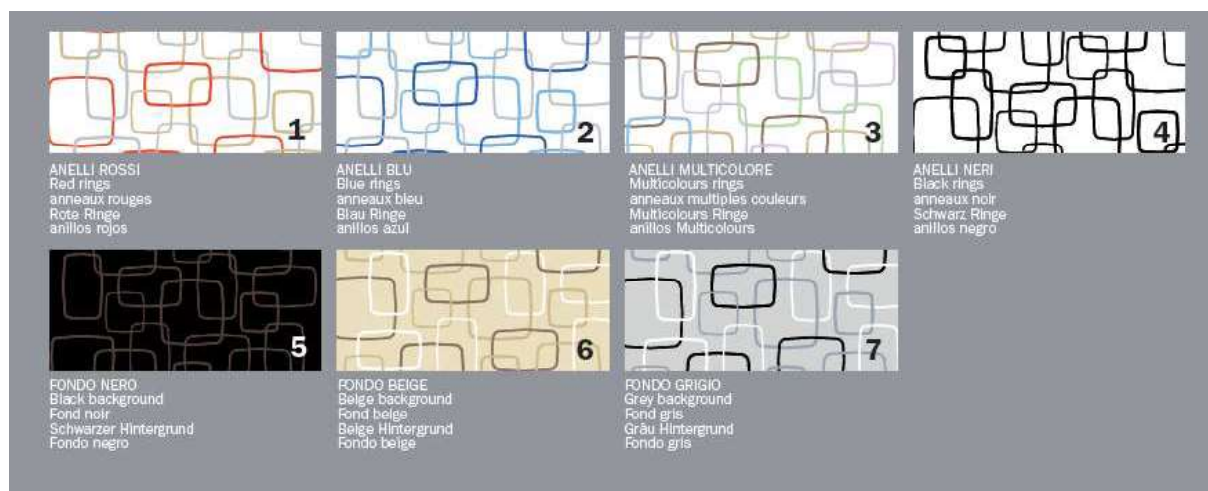 1
ANELLI ROSSI
Red rings
anneaux rouges
Rote Ringe
anillos rojos
2
ANELLI BLU
Blue rings
anneaux bleu
Blau Ringe
anillos azul
3
ANELLI MULTICOLORE
Multicolours rings
anneaux multiples couleurs
Multicolours Ringe
anillos Multicolours
4
ANELLI NERI
Black rings
anneaux noir
Schwarz Ringe
anillos negro
5
FONDO NERO
Black background
Fond noir
Schwarzer Hintergrund
Fondo negro
6
FONDO BEIGE
Beige background
Fond beige
Beige Hintergrund
Fondo beige
7
FONDO GRIGIO
Grey background
Fond gris
Grâu Hintergrund
Fondo gris